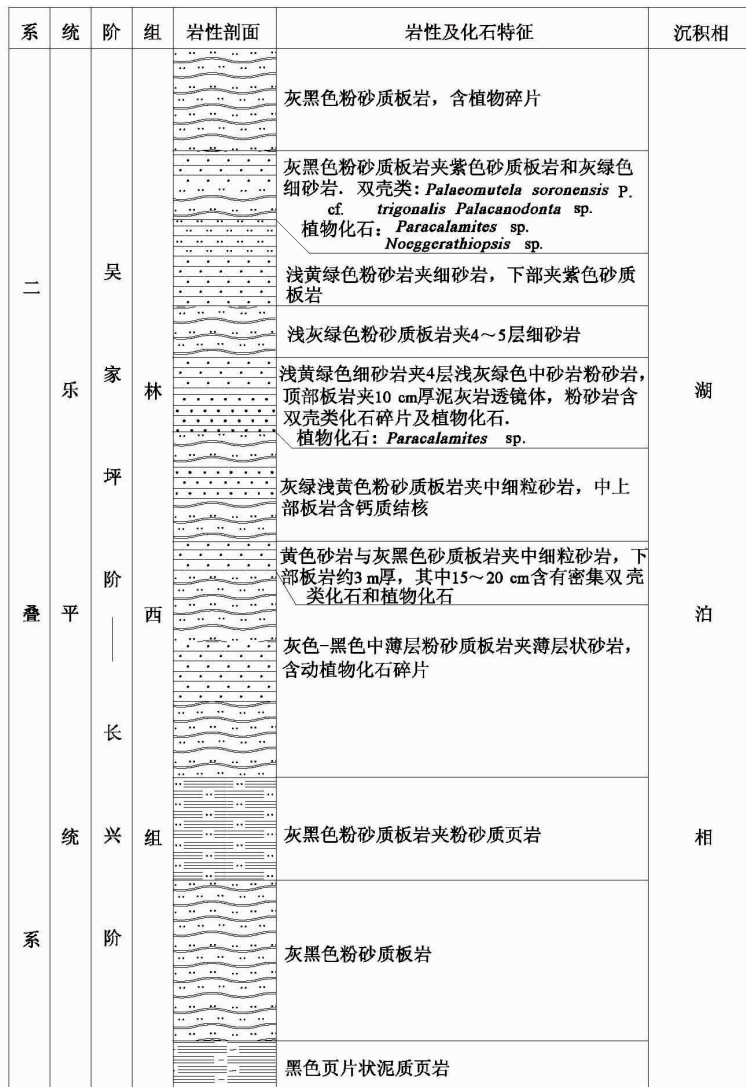 系 统 阶 组 岩性剖面 岩性及化石特征 沉积相
二叠系
乐平统
吴家坪阶—长兴阶
林西组
灰黑色粉砂质板岩，含植物碎片
灰黑色粉砂质板岩夹紫色砂质板岩和灰绿色
细砂岩．双壳类：Palaeomutela soronensis P.
cf. trigonalis Palacanodonta sp.
植物化石：Paracalamites sp.
Noeggerathiopsis sp.
浅黄绿色粉砂岩夹细砂岩，下部夹紫色砂质
板岩
浅灰绿色粉砂质板岩夹4～5层细砂岩
浅黄绿色细砂岩夹4层浅灰绿色中砂岩粉砂岩，
顶部板岩夹10 cm厚泥灰岩透镜体，粉砂岩含
双壳类化石碎片及植物化石．
植物化石：Paracalamites sp.
灰绿浅黄色粉砂质板岩夹中细粒砂岩，中上
部板岩含钙质结核
黄色砂岩与灰黑色砂质板岩夹中细粒砂岩，下
部板岩约3 m厚，其中15～20 cm含有密集双壳
类化石和植物化石
灰色-黑色中薄层粉砂质板岩夹薄层状砂岩，
含动植物化石碎片
灰黑色粉砂质板岩夹粉砂质页岩
灰黑色粉砂质板岩
黑色页片状泥质页岩
湖泊相